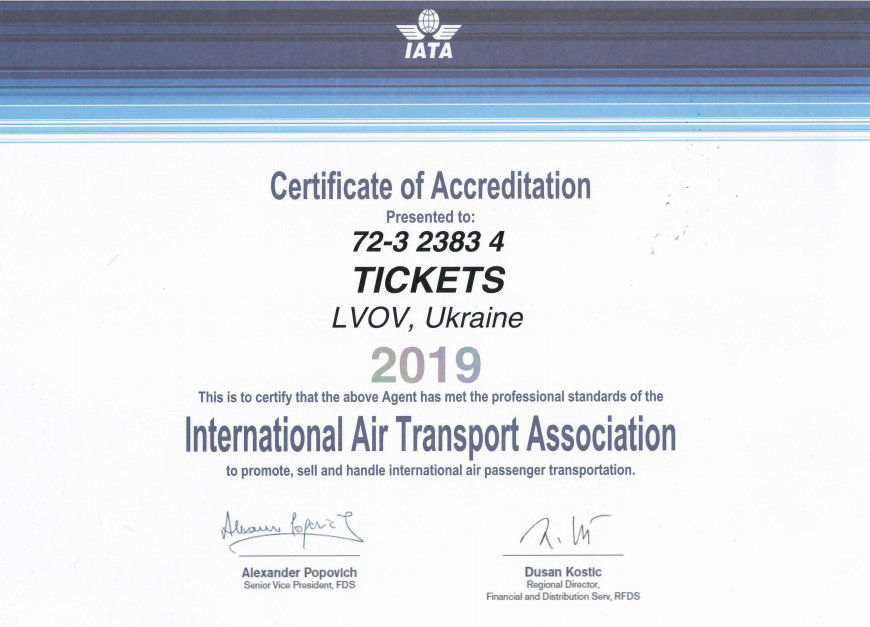 IATA
Certificate of Accreditation
Presented to:
72-3 2383 4
TICKETS
LVOV, Ukraine
2019
This is to certify that the above Agent has met the professional standards of the
International Air Transport Association
to promote, sell and handle international air passenger transportation.
Alexander Popovich
Senior Vice President, FDS
Dusan Kostic
Regional Director,
Financial and Distribution Serv, RFDS